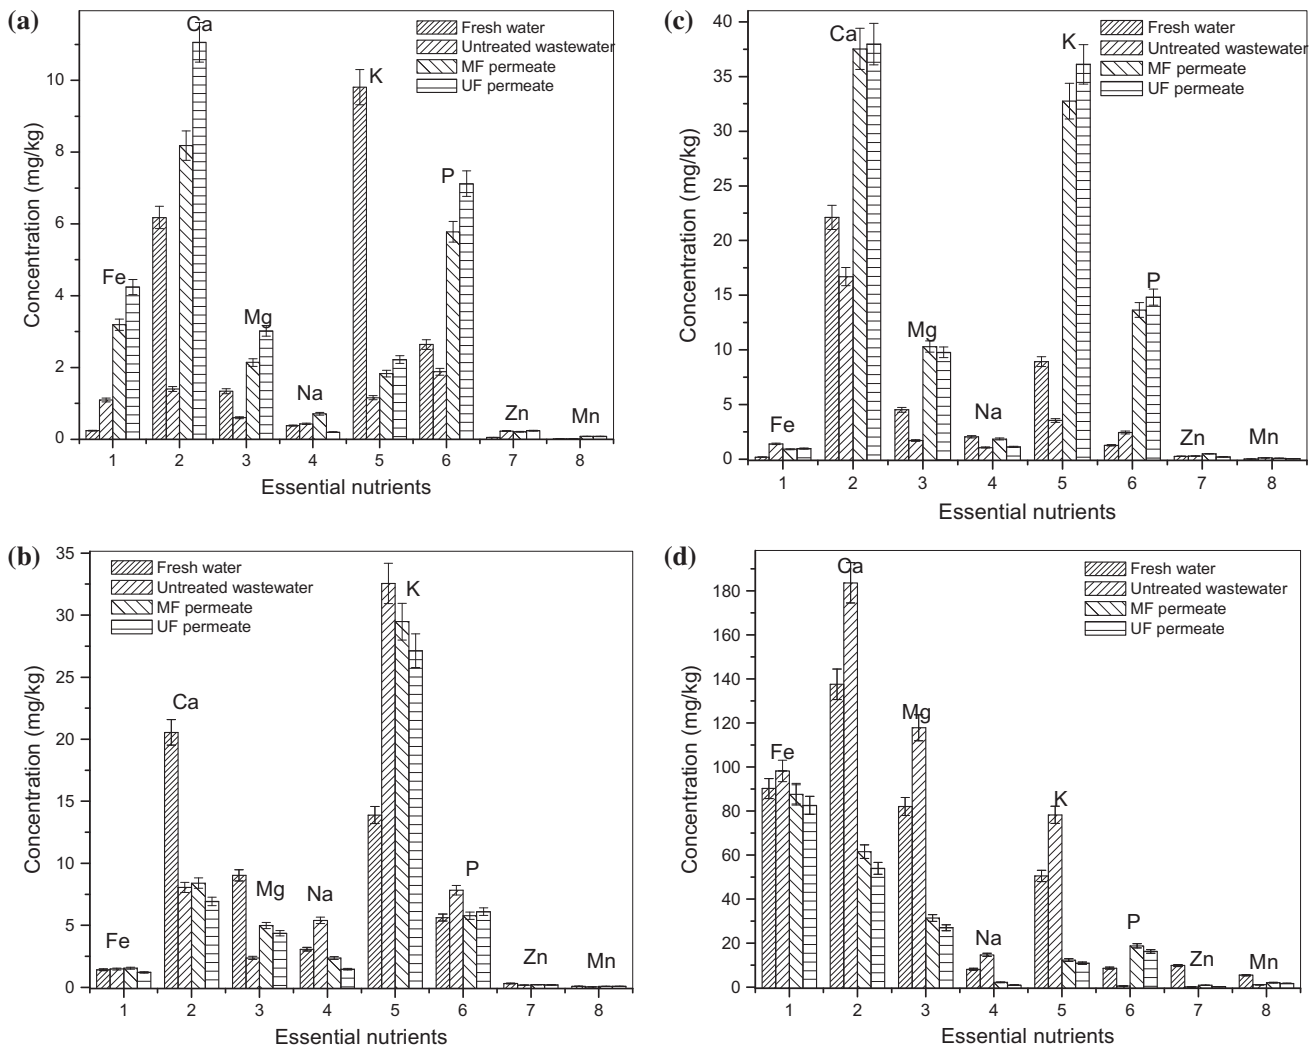 (a)
Concentration (mg/kg)
10
8
6
4
2
0
Fresh water
Untreated wastewater
MF permeate
UF permeate
Fe
Ca
Mg
Na
K
P
Zn
Mn
1 2 3 4 5 6 7 8
Essential nutrients
(c)
Concentration (mg/kg)
40
35
30
25
20
15
10
5
0
Fresh water
Untreated wastewater
MF permeate
UF permeate
Fe
Ca
Mg
Na
K
P
Zn
Mn
1 2 3 4 5 6 7 8
Essential nutrients
(b)
Concentration (mg/kg)
35
30
25
20
15
10
5
0
Fresh water
Untreated wastewater
MF permeate
UF permeate
Fe
Ca
Mg
Na
K
P
Zn
Mn
1 2 3 4 5 6 7 8
Essential nutrients
(d)
Concentration (mg/kg)
180
160
140
120
100
80
60
40
20
0
Fresh water
Untreated wastewater
MF permeate
UF permeate
Fe
Ca
Mg
Na
K
P
Zn
Mn
1 2 3 4 5 6 7 8
Essential nutrients